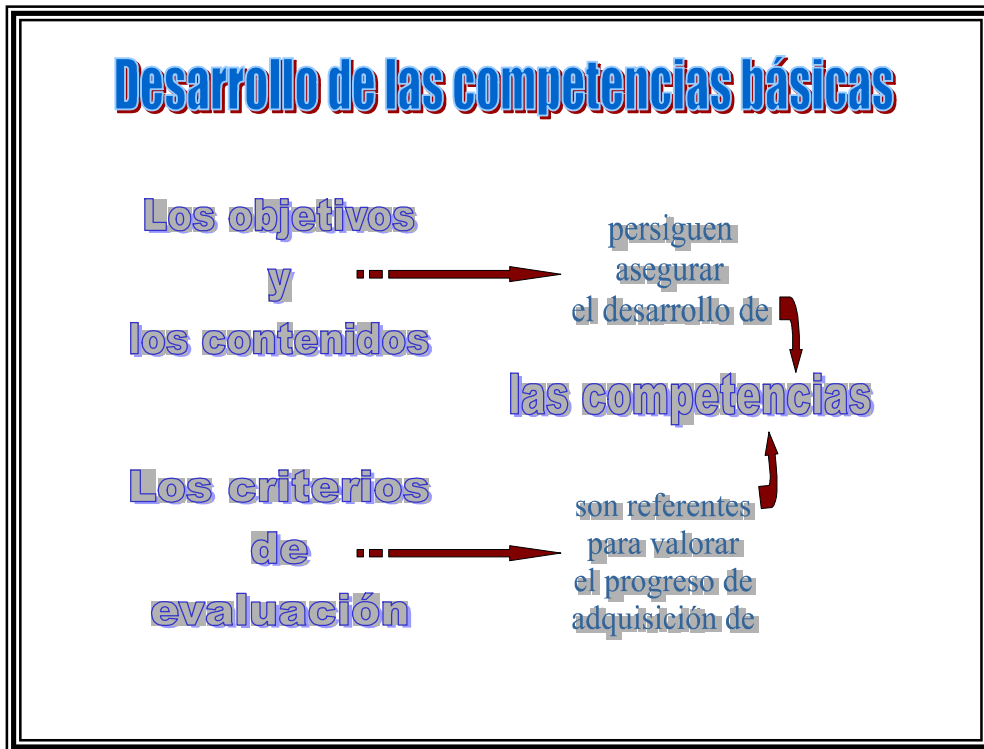 Desarrollo de las competencias básicas
Los objetivos
y
los contenidos
persiguen
asegurar
el desarrollo de
las competencias
Los criterios
de
evaluación
son referentes
para valorar
el progreso de
adquisición de